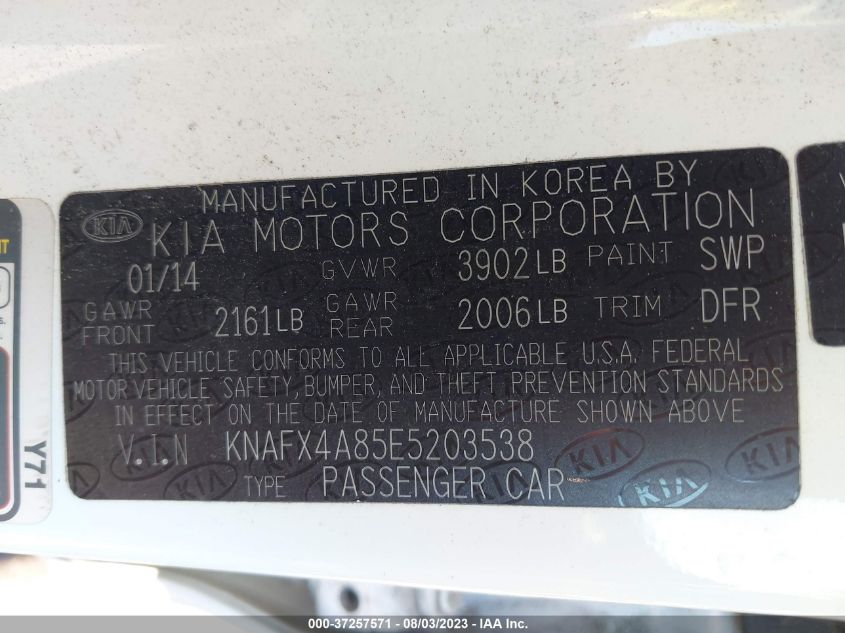 MANUFACTURED IN KOREA BY
KIA KIA MOTORS CORPORATION
01/14 GVWR 3902LB PAINT SWP
GAWR FRONT 2161LB GAWR REAR 2006LB TRIM DFR
THIS VEHICLE CONFORMS TO ALL APPLICABLE U.S.A. FEDERAL
MOTOR VEHICLE SAFETY, BUMPER, AND THEFT PREVENTION STANDARDS
IN EFFECT ON THE DATE OF MANUFACTURE SHOWN ABOVE
V.I.N KNAFX4A85E5203538
TYPE PASSENGER CAR
KIA KIA KIA
Y71
000-37257571 - 08/03/2023 - IAA Inc.